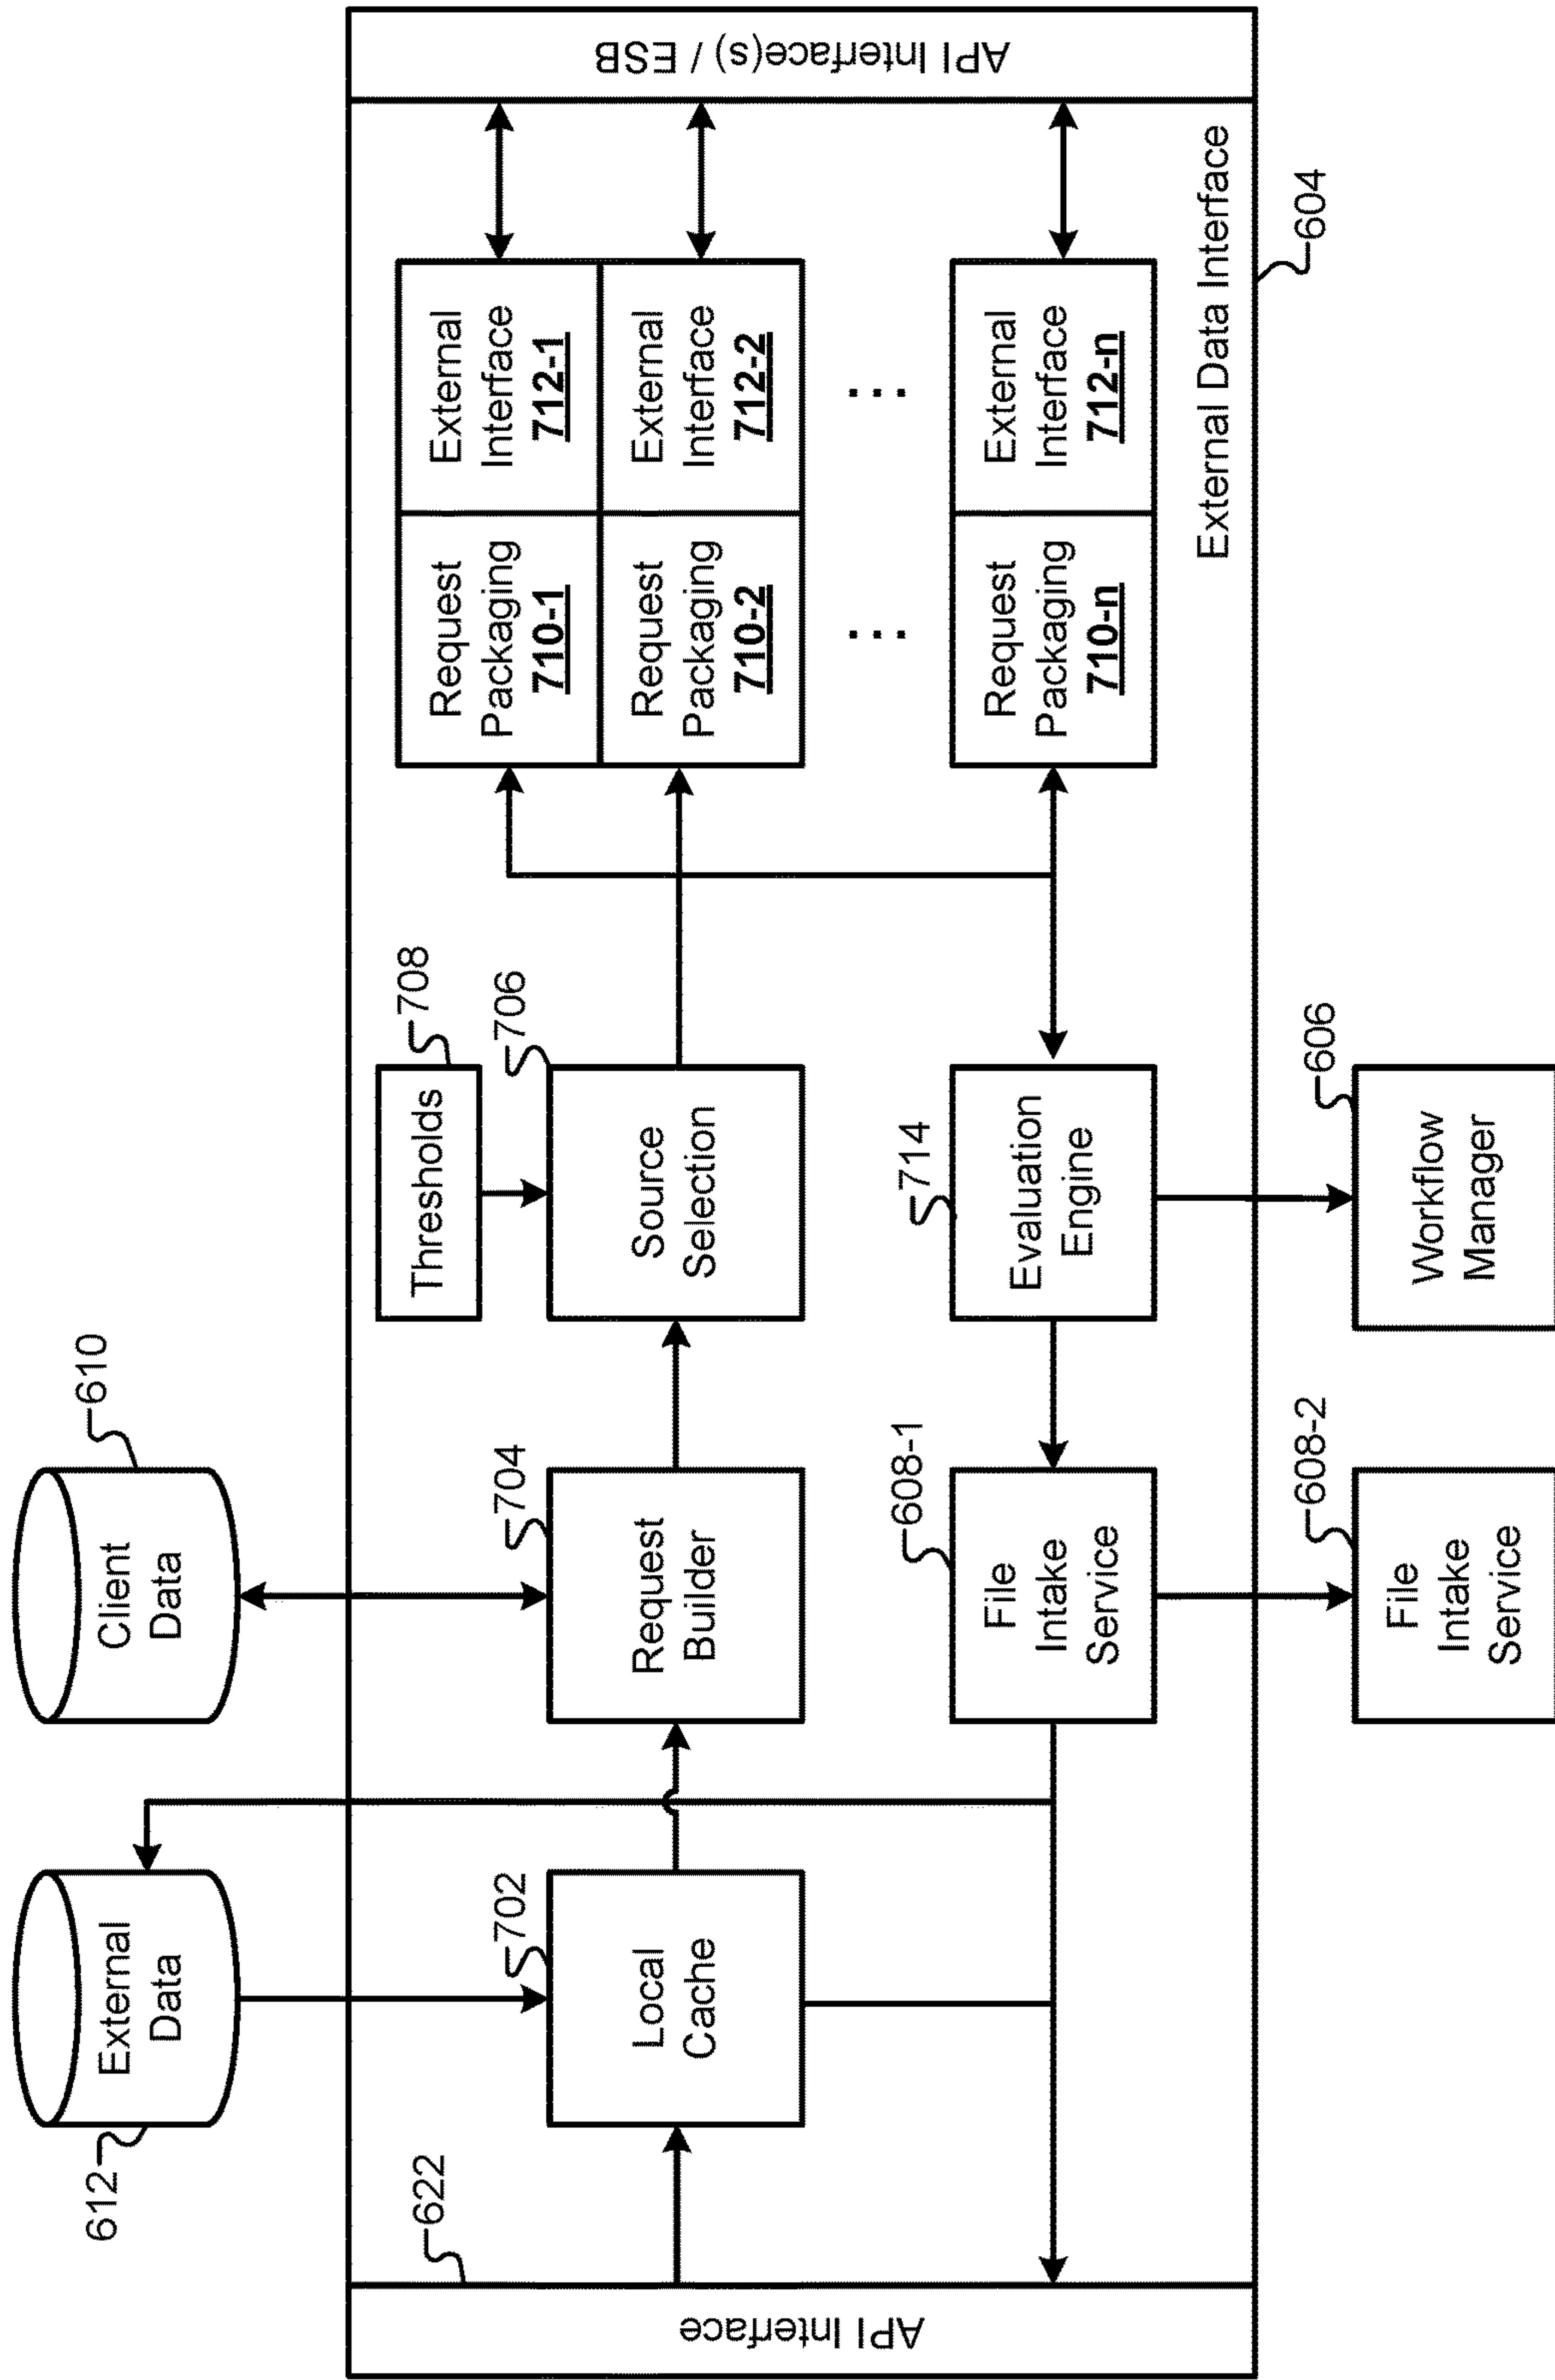 External
Data
612
Client
Data
610
622
API Interface
Local
Cache
702
Request
Builder
704
Thresholds
708
Source
Selection
706
Request
Packaging
710-1
External
Interface
712-1
Request
Packaging
710-2
External
Interface
712-2
...
...
Request
Packaging
710-n
External
Interface
712-n
API Interface(s) / ESB
File
Intake
Service
608-1
Evaluation
Engine
714
External Data Interface
604
File
Intake
Service
608-2
Workflow
Manager
606